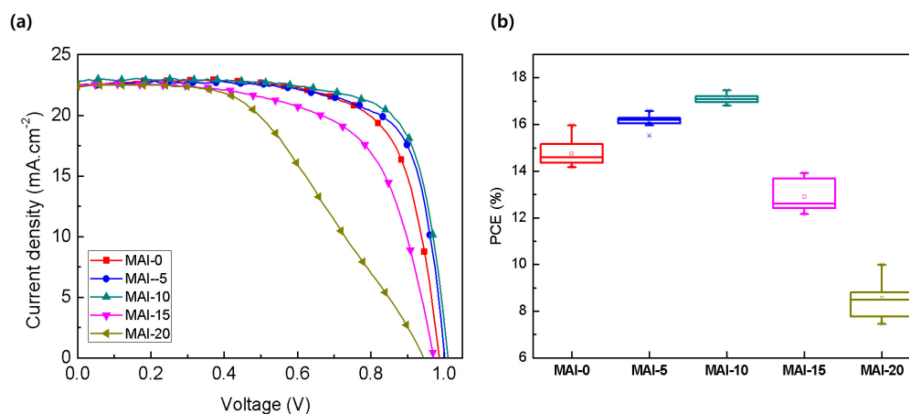 (a)
25
20
15
10
5
0
0.0 0.2 0.4 0.6 0.8 1.0
Current density (mA.cm⁻²)
Voltage (V)
MAI-0
MAI--5
MAI-10
MAI-15
MAI-20
(b)
18
16
14
12
10
8
6
PCE (%)
MAI-0 MAI-5 MAI-10 MAI-15 MAI-20